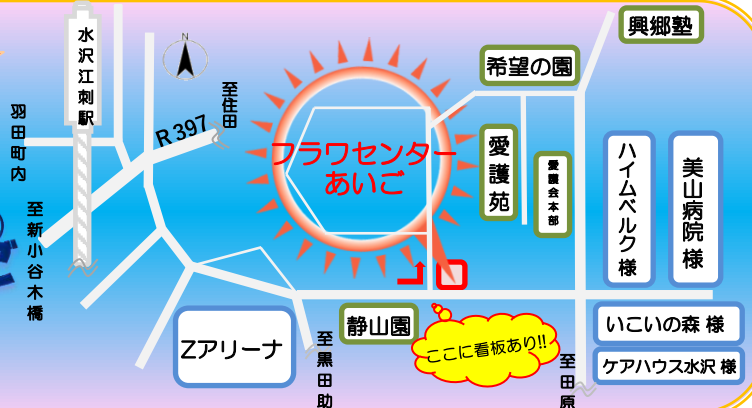 興郷塾
水沢江刺駅
N
希望の園
至住田
羽田町内
R397
フラワセンター
あいご
愛護苑
愛護会本部
ハイムベルク 様
美山病院 様
至新小谷木橋
静山園
いこいの森 様
Zアリーナ
ここに看板あり!!
ケアハウス水沢 様
至黒田助
至田原